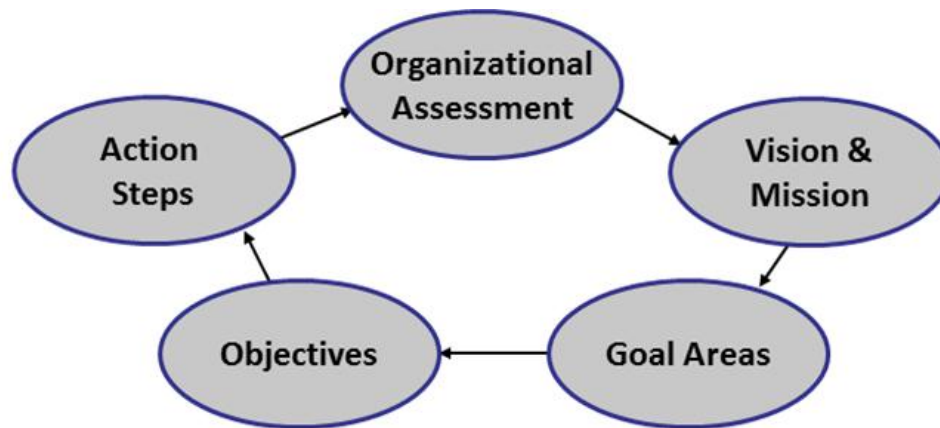 Organizational
Assessment
Vision &
Mission
Goal Areas
Objectives
Action
Steps